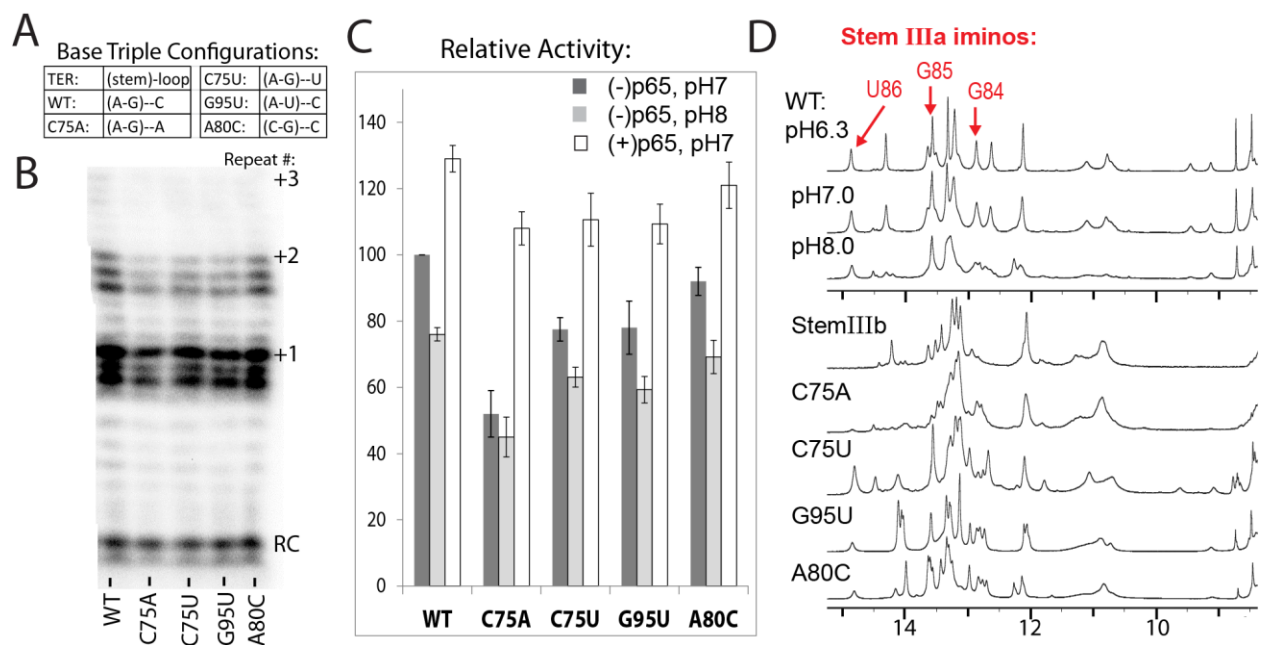 A
Base Triple Configurations:
TER: (stem)-loop C75U: (A-G)--U
WT: (A-G)--C G95U: (A-U)--C
C75A: (A-G)--A A80C: (C-G)--C
B
Repeat #:
+3
+2
+1
RC
WT
C75A
C75U
G95U
A80C
C
Relative Activity:
(-)p65, pH7
(-)p65, pH8
(+)p65, pH7
140
120
100
80
60
40
20
0
WT C75A C75U G95U A80C
D
Stem IIIa iminos:
G85
U86
G84
WT:
pH6.3
pH7.0
pH8.0
StemIIIb
C75A
C75U
G95U
A80C
14 12 10